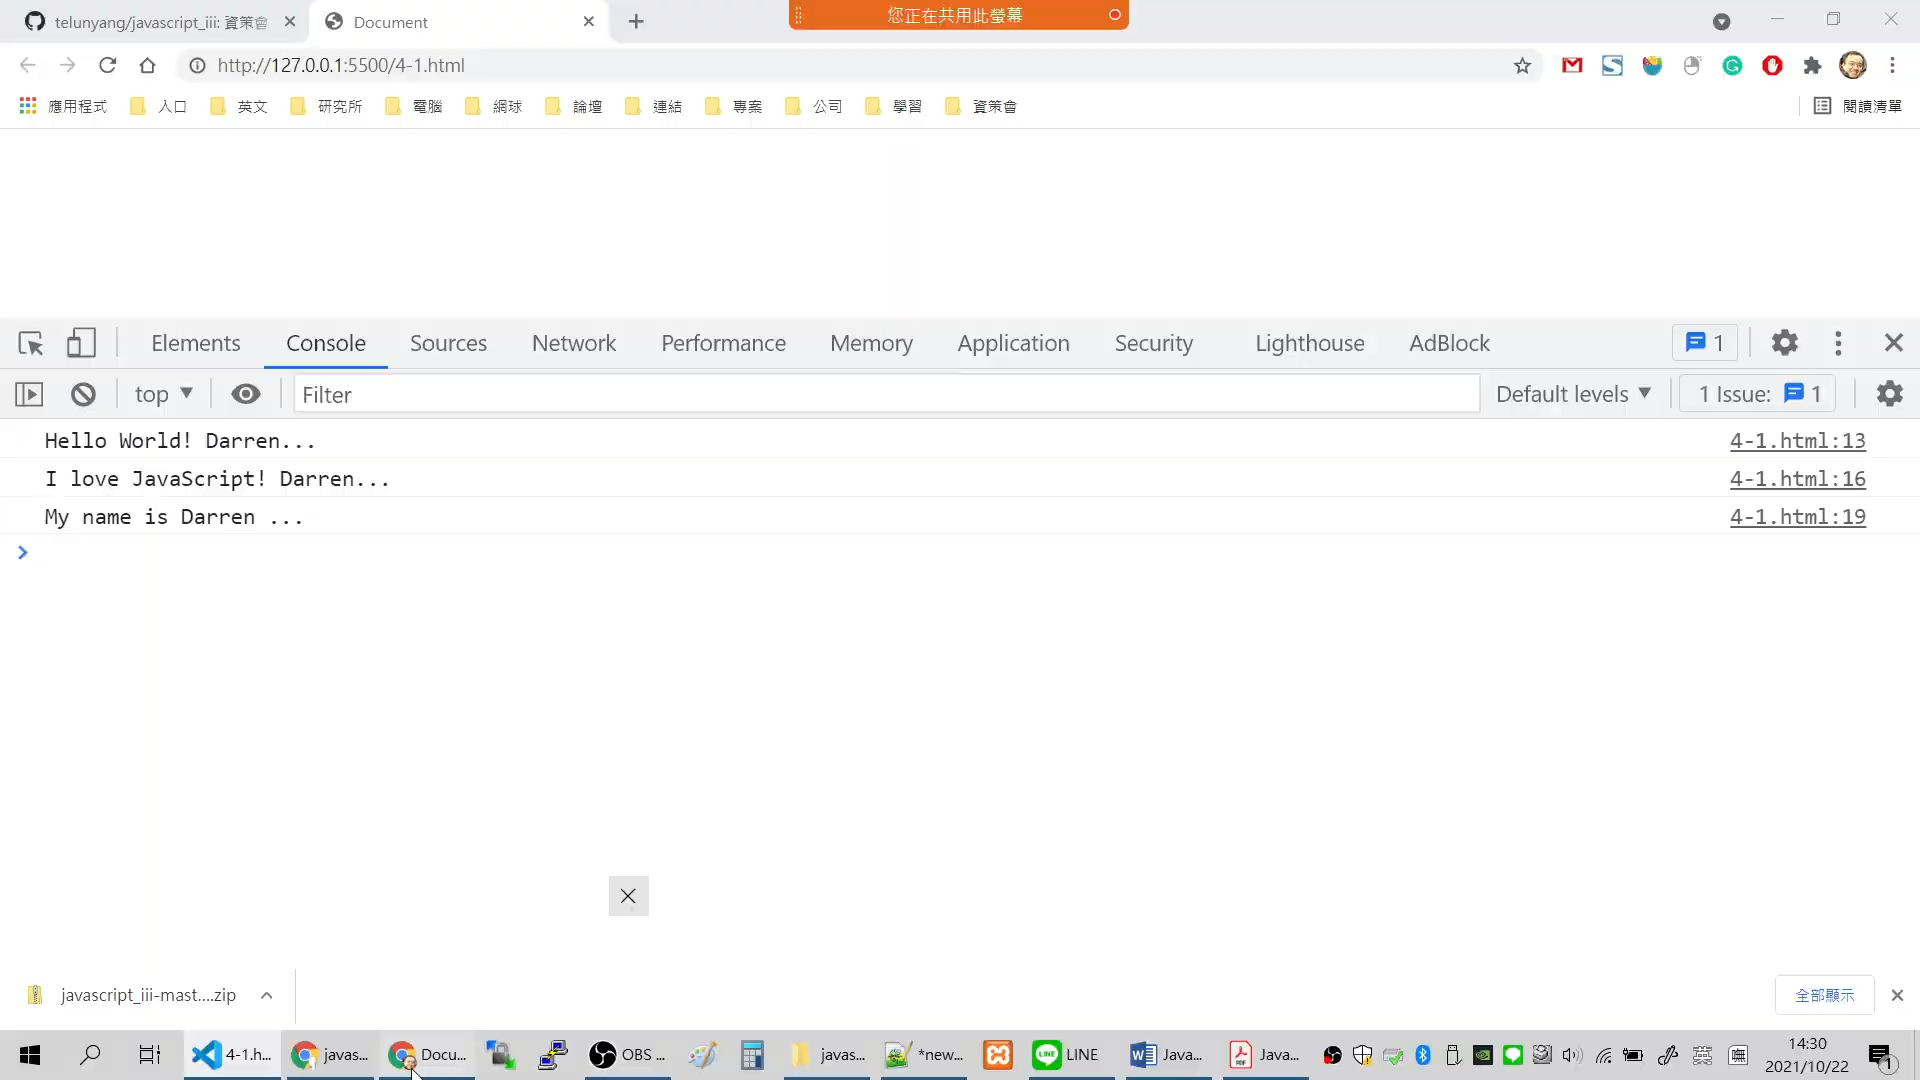 telunyang/javascript_iii: 資策會
Document
您正在共用此螢幕
http://127.0.0.1:5500/4-1.html
應用程式 入口 英文 研究所 電腦 網球 論壇 連結 專案 公司 學習 資策會 閱讀清單
Elements Console Sources Network Performance Memory Application Security Lighthouse AdBlock 1
top Filter Default levels 1 Issue: 1
Hello World! Darren... 4-1.html:13
I love JavaScript! Darren... 4-1.html:16
My name is Darren ... 4-1.html:19
javascript_iii-mast....zip 全部顯示
4-1.h... javas... Docu... OBS ... javas... *new... LINE Java... Java... 英 14:30
2021/10/22 1